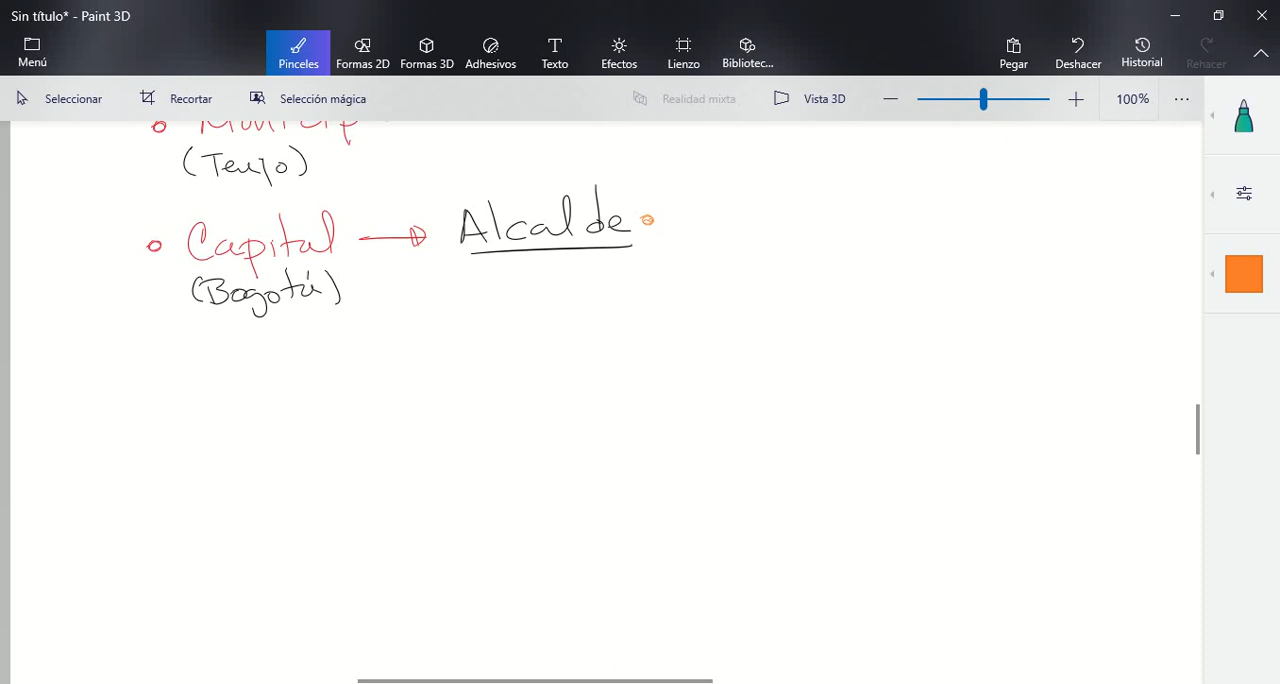 Sin título* - Paint 3D
Menú
Pinceles
Formas 2D
Formas 3D
Adhesivos
Texto
Efectos
Lienzo
Bibliotec...
Pegar
Deshacer
Historial
Rehacer
Seleccionar
Recortar
Selección mágica
Realidad mixta
Vista 3D
100%
(Tenjo)
Capital → Alcalde
(Bogotá)